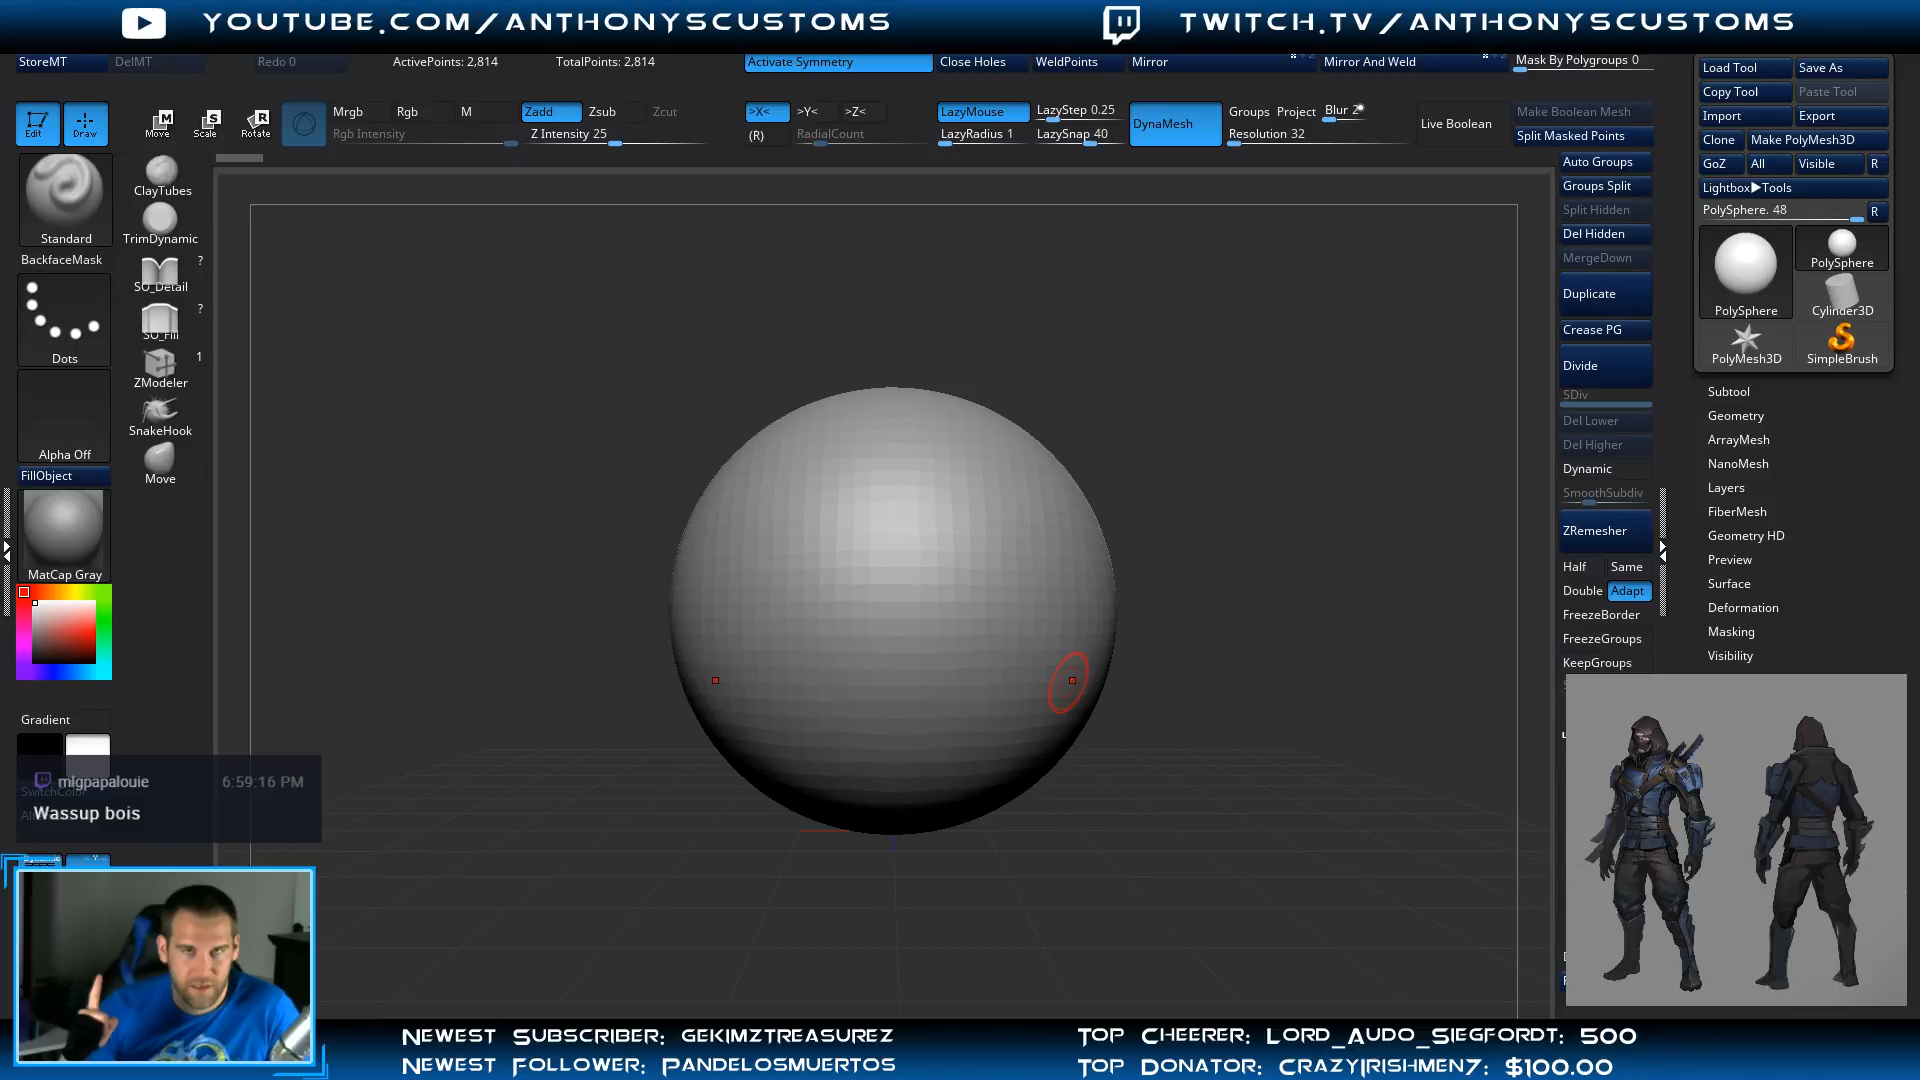 YOUTUBE.COM/ANTHONYSCUSTOMS
TWITCH.TV/ANTHONYSCUSTOMS
StoreMT
DelMT
Redo 0
ActivePoints: 2,814
TotalPoints: 2,814
Activate Symmetry
Close Holes
WeldPoints
Mirror
Mirror And Weld
Mask By Polygroups 0
Edit
Draw
Move
Scale
Rotate
Mrgb
Rgb
M
Zadd
Zsub
Zcut
Rgb Intensity
Z Intensity 25
>X<
>Y<
>Z<
(R)
RadialCount
LazyMouse
LazyStep 0.25
LazyRadius 1
LazySnap 40
DynaMesh
Groups
Project
Blur 2
Resolution 32
Live Boolean
Make Boolean Mesh
Split Masked Points
Standard
BackfaceMask
Dots
Alpha Off
FillObject
MatCap Gray
Gradient
ClayTubes
TrimDynamic
?
SO_Detail
?
SO_Fill
1
ZModeler
SnakeHook
Move
Auto Groups
Groups Split
Split Hidden
Del Hidden
MergeDown
Duplicate
Crease PG
Divide
SDiv
Del Lower
Del Higher
Dynamic
SmoothSubdiv
ZRemesher
Half
Same
Double
Adapt
FreezeBorder
FreezeGroups
KeepGroups
Load Tool
Save As
Copy Tool
Paste Tool
Import
Export
Clone
Make PolyMesh3D
GoZ
All
Visible
R
Lightbox▶Tools
PolySphere. 48
R
PolySphere
PolySphere
Cylinder3D
PolyMesh3D
SimpleBrush
Subtool
Geometry
ArrayMesh
NanoMesh
Layers
FiberMesh
Geometry HD
Preview
Surface
Deformation
Masking
Visibility
mlgpapalouie
6:59:16 PM
SwitchColor
Wassup bois
Newest Subscriber: gekimztreasurez
Newest Follower: Pandelosmuertos
Top Cheerer: Lord_Audo_Siegfordt: 500
Top Donator: CrazyIrishmen7: $100.00